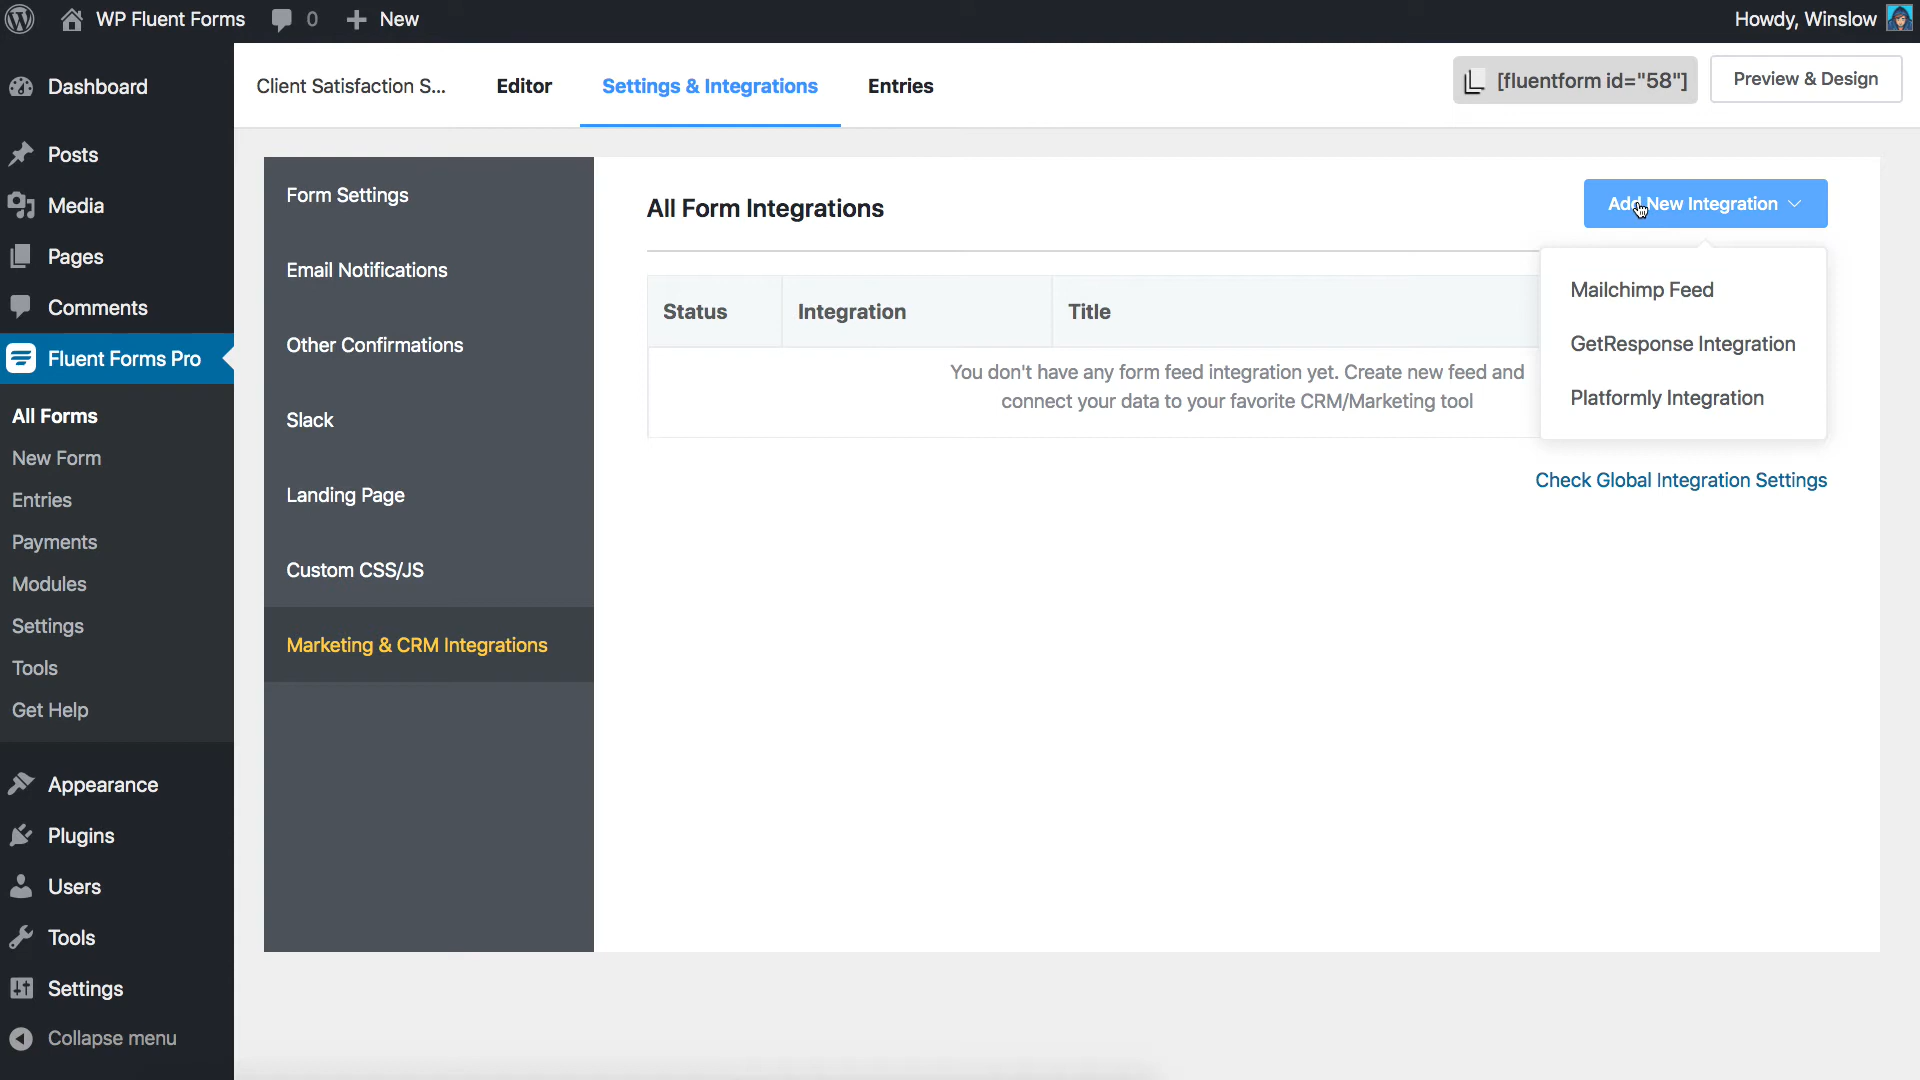 WP Fluent Forms
0
New
Howdy, Winslow
Dashboard
Posts
Media
Pages
Comments
Fluent Forms Pro
All Forms
New Form
Entries
Payments
Modules
Settings
Tools
Get Help
Appearance
Plugins
Users
Tools
Settings
Collapse menu
Client Satisfaction S...
Editor
Settings & Integrations
Entries
[fluentform id="58"]
Preview & Design
Form Settings
Email Notifications
Other Confirmations
Slack
Landing Page
Custom CSS/JS
Marketing & CRM Integrations
All Form Integrations
Add New Integration
Status
Integration
Title
You don't have any form feed integration yet. Create new feed and
connect your data to your favorite CRM/Marketing tool
Mailchimp Feed
GetResponse Integration
Platformly Integration
Check Global Integration Settings